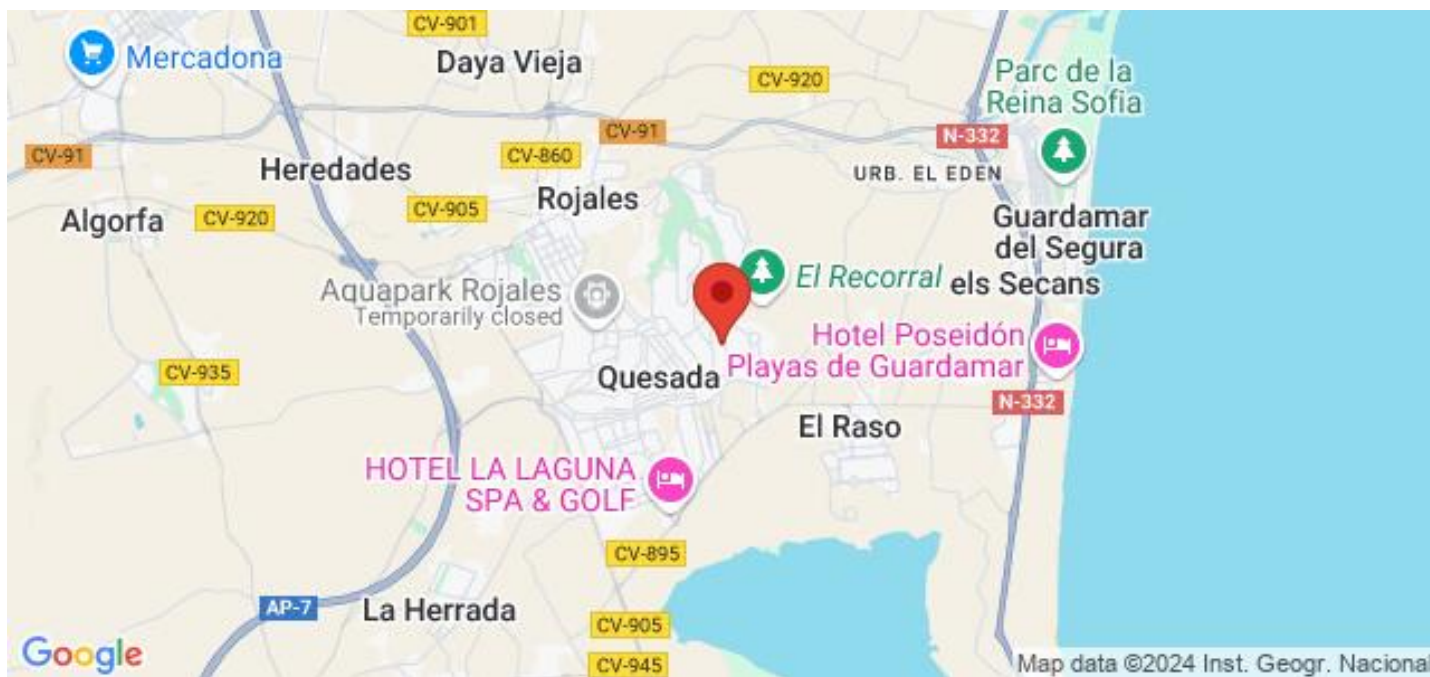 CV-901
Mercadona
Daya Vieja
CV-920
Parc de la
Reina Sofia
CV-91
N-332
CV-91
CV-860
Heredades
URB. EL EDEN
Rojales
Algorfa
CV-920
CV-905
Guardamar
del Segura
Aquapark Rojales
Temporarily closed
El Recorral
els Secans
Hotel Poseidón
Playas de Guardamar
CV-935
Quesada
N-332
El Raso
HOTEL LA LAGUNA
SPA & GOLF
CV-895
AP-7
La Herrada
CV-905
CV-945
Google
Map data ©2024 Inst. Geogr. Nacional